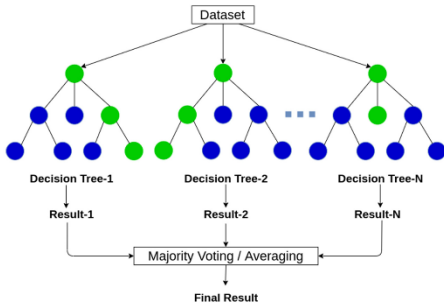 Dataset
Decision Tree-1
Decision Tree-2
Decision Tree-N
Result-1
Result-2
Result-N
Majority Voting / Averaging
Final Result